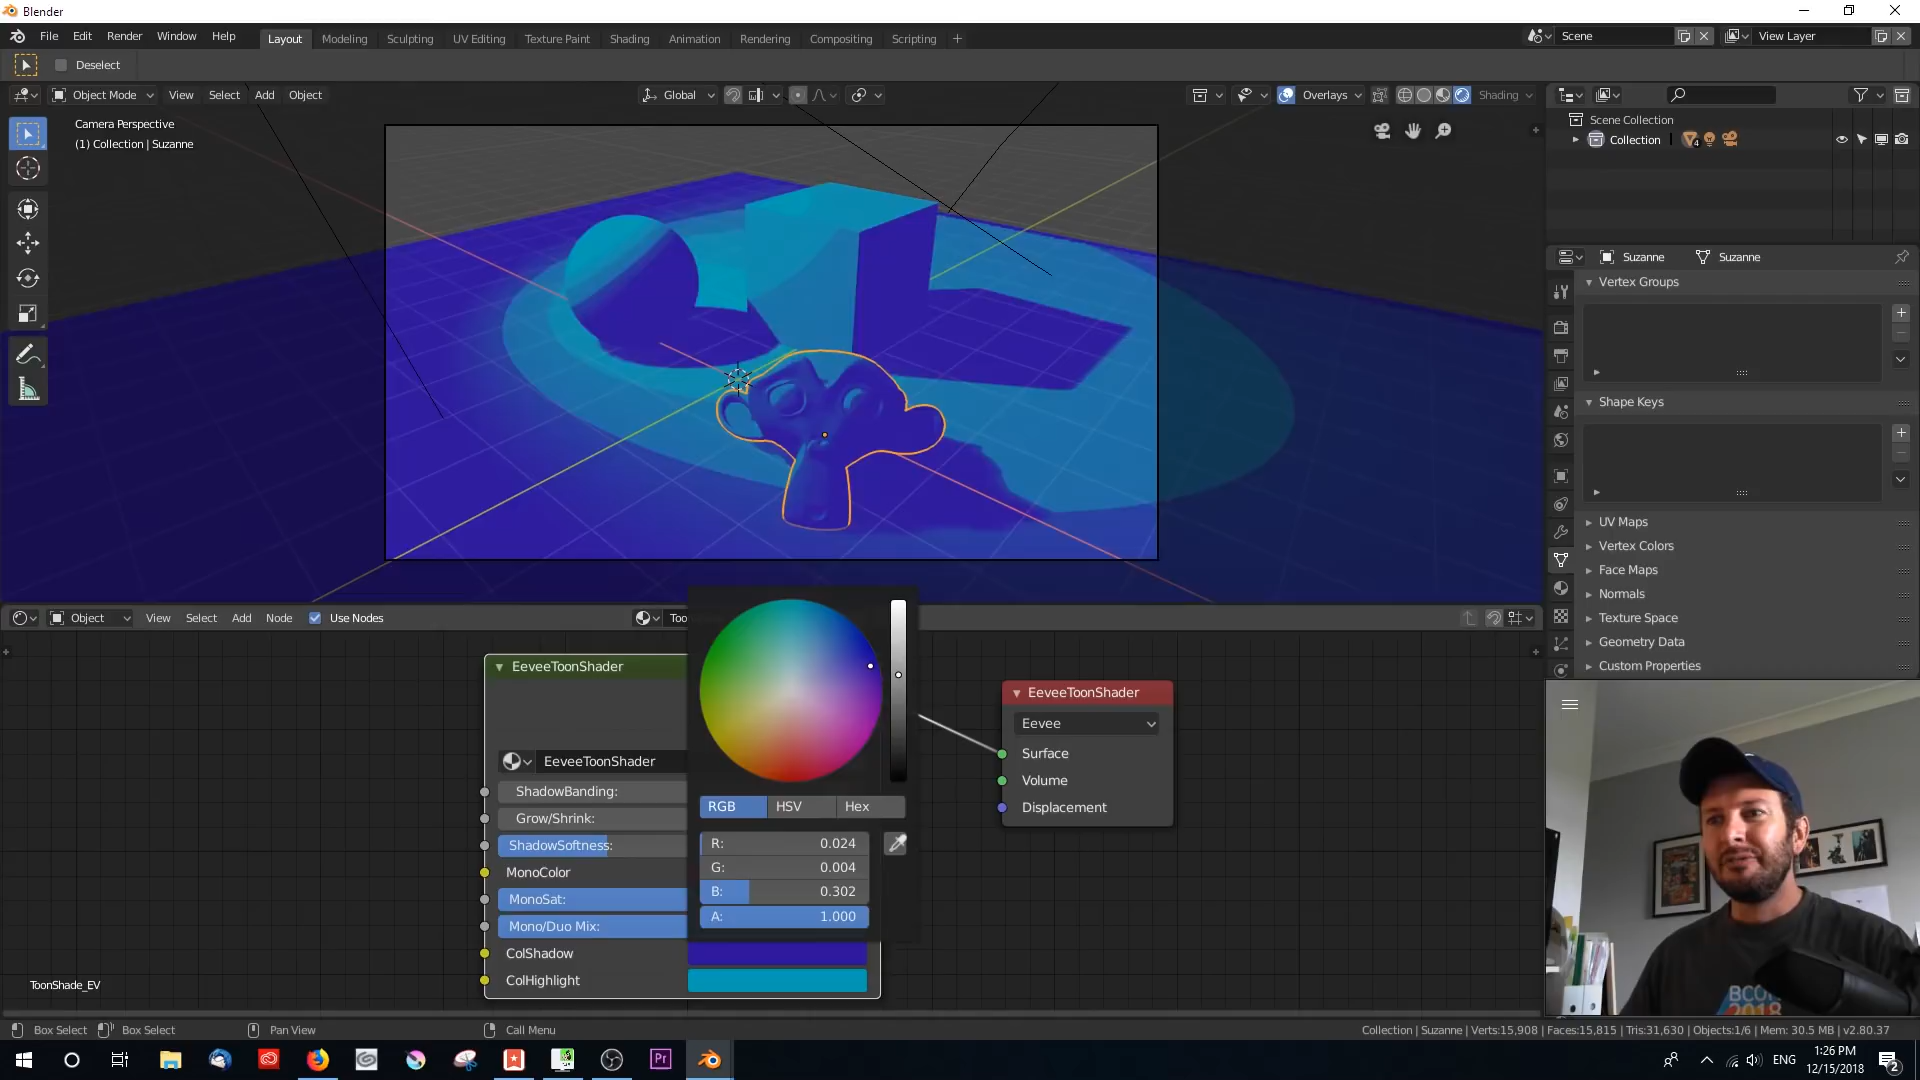 Blender
File Edit Render Window Help
Layout Modeling Sculpting UV Editing Texture Paint Shading Animation Rendering Compositing Scripting +
Scene
View Layer
Deselect
Object Mode View Select Add Object
Global
Overlays
Shading
Camera Perspective
(1) Collection | Suzanne
Scene Collection
Collection
4
Suzanne
Suzanne
Vertex Groups
Shape Keys
UV Maps
Vertex Colors
Face Maps
Normals
Texture Space
Geometry Data
Custom Properties
Object View Select Add Node Use Nodes
Too
EeveeToonShader
EeveeToonShader
ShadowBanding:
Grow/Shrink:
ShadowSoftness:
MonoColor
MonoSat:
Mono/Duo Mix:
ColShadow
ColHighlight
RGB HSV Hex
R: 0.024
G: 0.004
B: 0.302
A: 1.000
EeveeToonShader
Eevee
Surface
Volume
Displacement
ToonShade_EV
BCON
2018
Box Select
Box Select
Pan View
Call Menu
Collection | Suzanne | Verts:15,908 | Faces:15,815 | Tris:31,630 | Objects:1/6 | Mem: 30.5 MB | v2.80.37
Pr
ENG
1:26 PM
12/15/2018
2